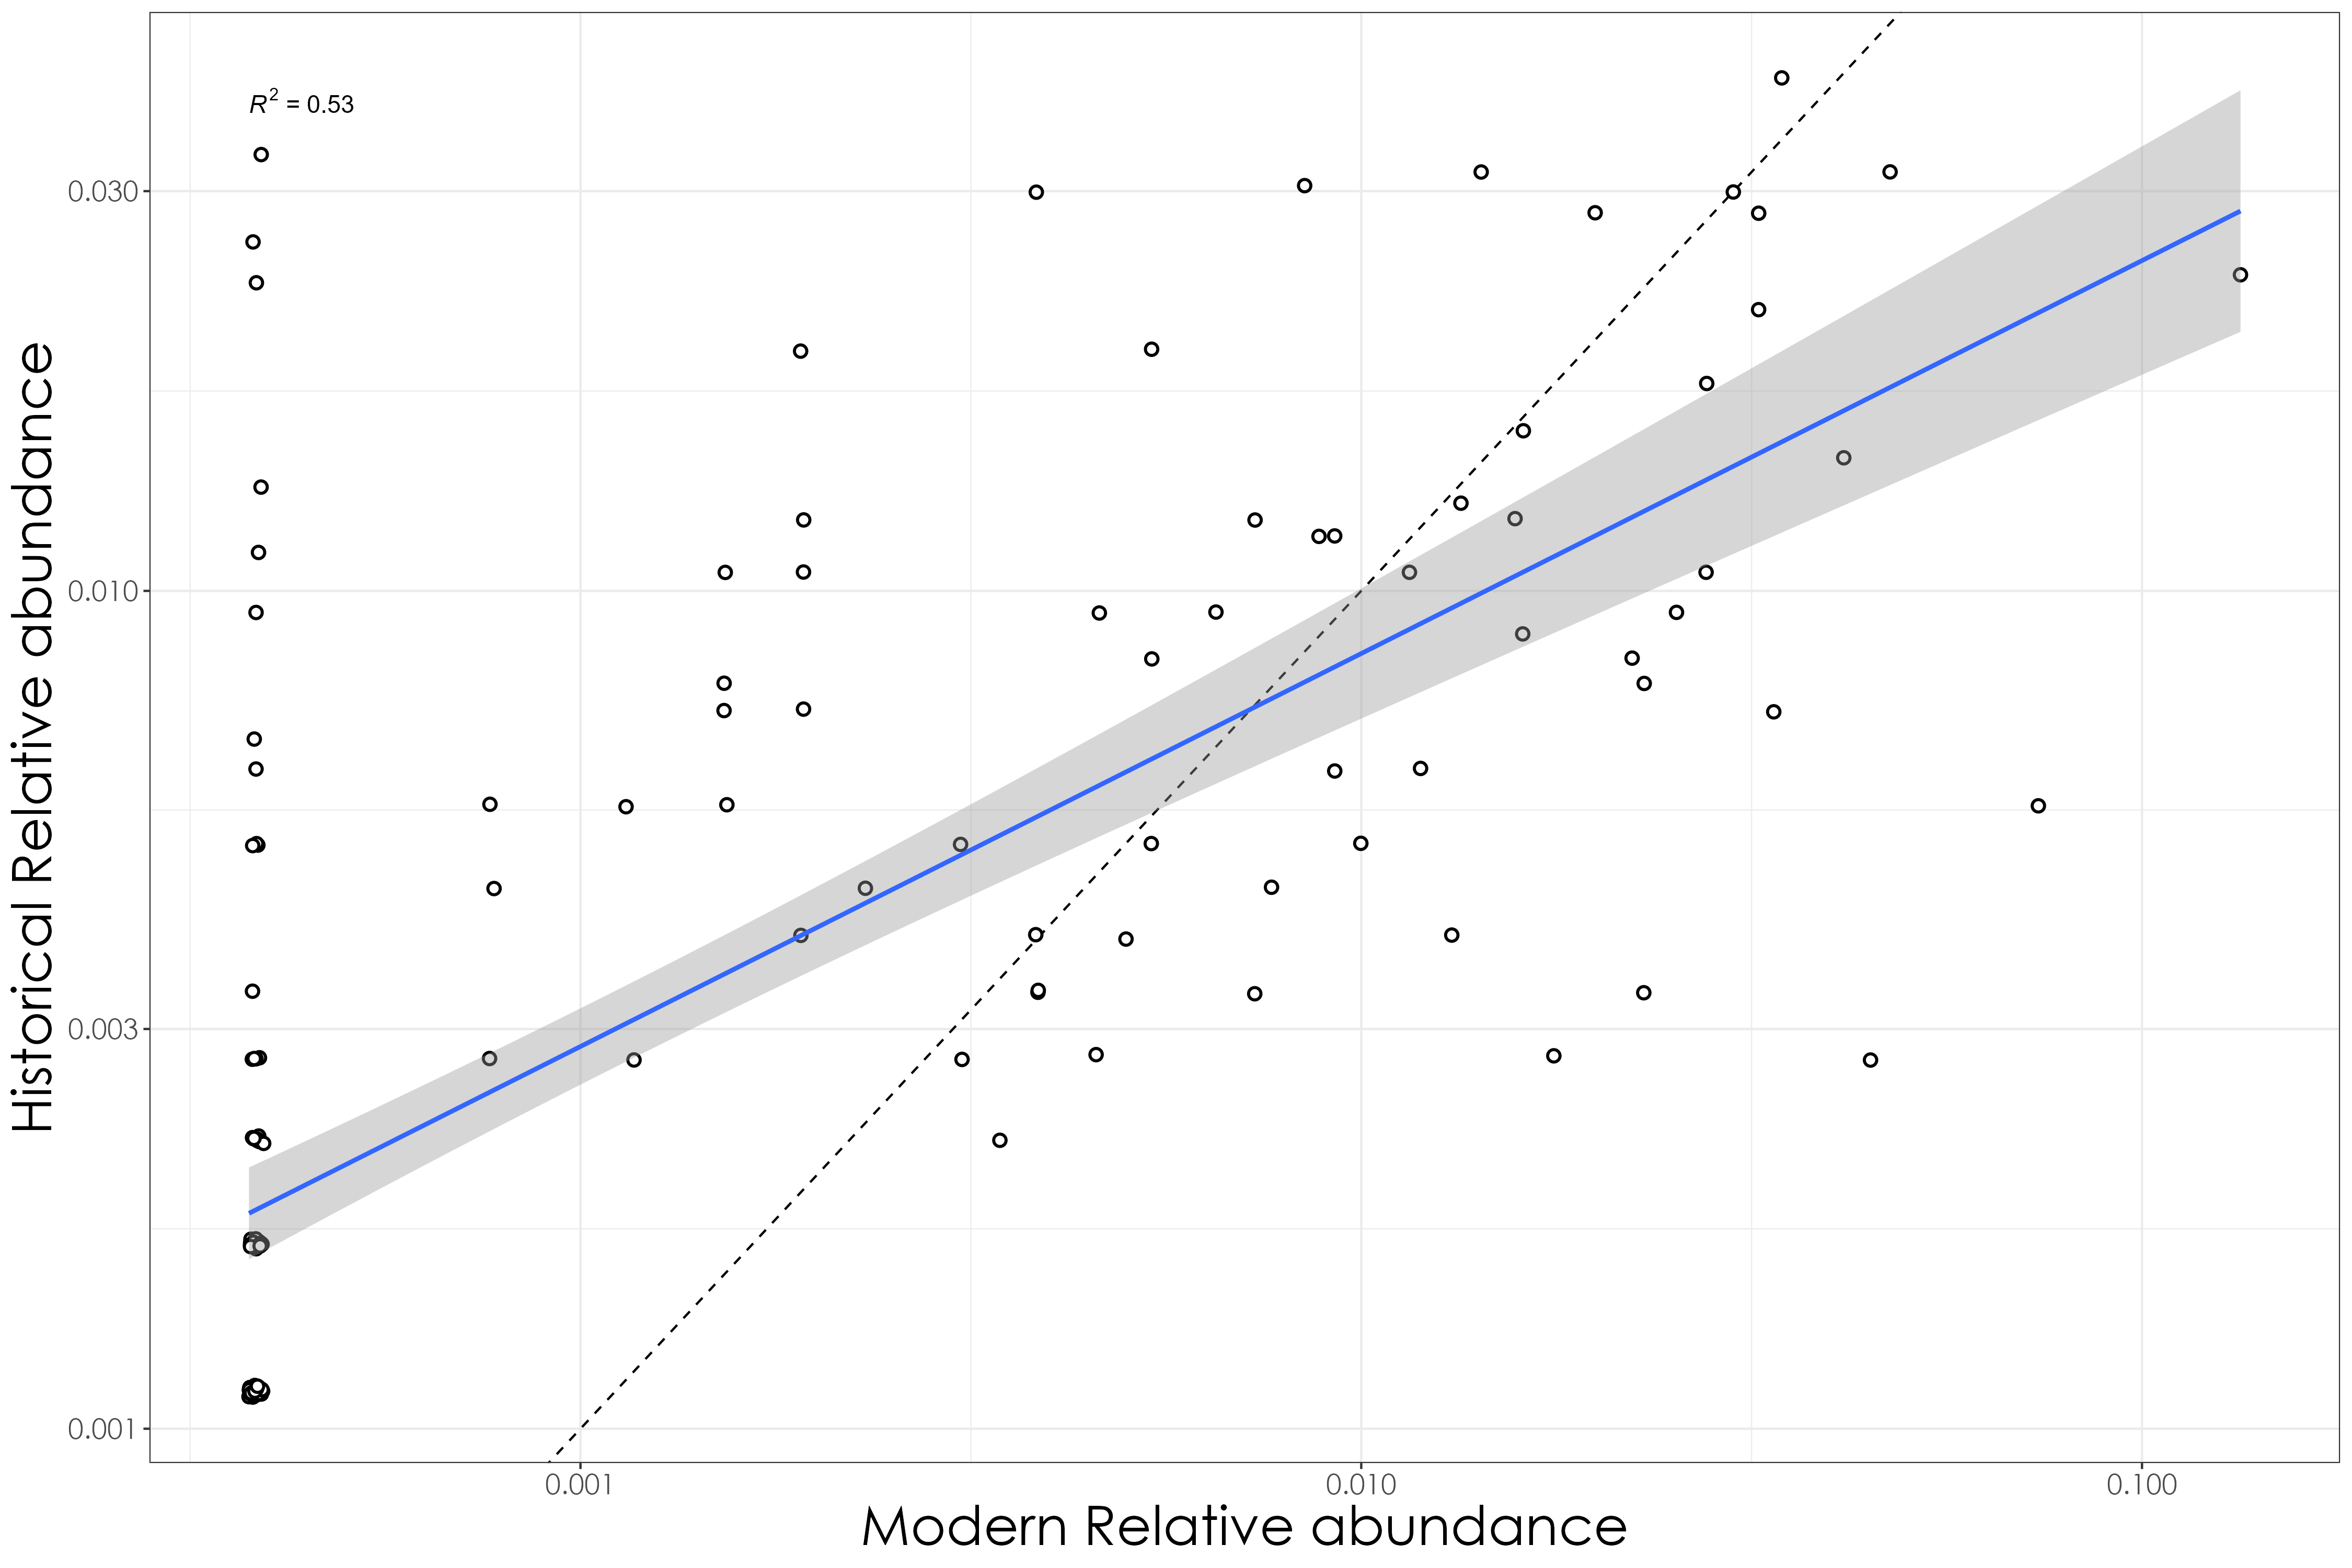 R² = 0.53
Historical Relative abundance
0.030
0.010
0.003
0.001
0.001
0.010
0.100
Modern Relative abundance